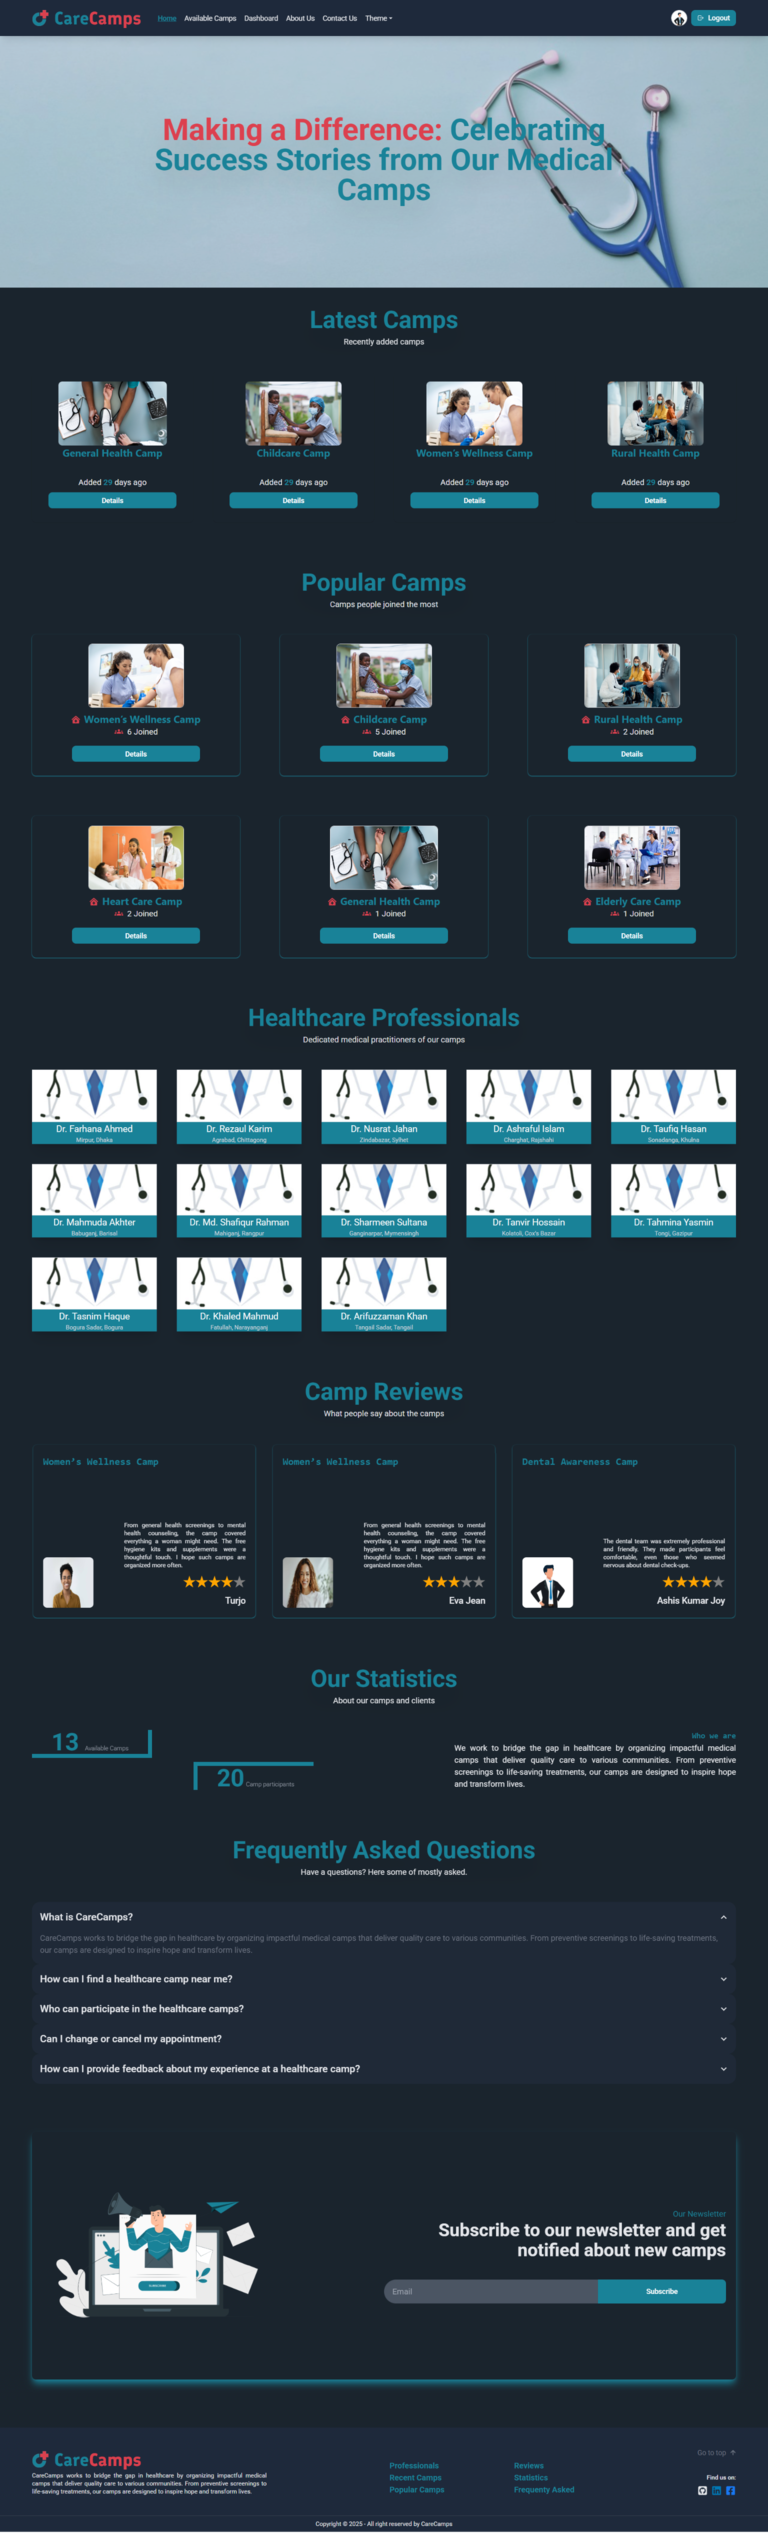 CareCamps
Home Available Camps Dashboard About Us Contact Us Theme
Logout
Making a Difference: Celebrating
Success Stories from Our Medical
Camps
Latest Camps
Recently added camps
General Health Camp
Childcare Camp
Women's Wellness Camp
Rural Health Camp
Added 29 days ago
Added 29 days ago
Added 29 days ago
Added 29 days ago
Details
Details
Details
Details
Popular Camps
Camps people joined the most
Women's Wellness Camp
6 Joined
Details
Childcare Camp
5 Joined
Details
Rural Health Camp
2 Joined
Details
Heart Care Camp
2 Joined
Details
General Health Camp
1 Joined
Details
Elderly Care Camp
1 Joined
Details
Healthcare Professionals
Dedicated medical practitioners of our camps
Dr. Farhana Ahmed
Mirpur, Dhaka
Dr. Rezaul Karim
Agrabad, Chittagong
Dr. Nusrat Jahan
Zindabazar, Sylhet
Dr. Ashraful Islam
Charghat, Rajshahi
Dr. Taufiq Hasan
Sonadanga, Khulna
Dr. Mahmuda Akhter
Babuganj, Barisal
Dr. Md. Shafiqur Rahman
Mahiganj, Rangpur
Dr. Sharmeen Sultana
Ganginarpar, Mymensingh
Dr. Tanvir Hossain
Kolatoli, Cox's Bazar
Dr. Tahmina Yasmin
Tongi, Gazipur
Dr. Tasnim Haque
Bogura Sadar, Bogura
Dr. Khaled Mahmud
Fatullah, Narayanganj
Dr. Arifuzzaman Khan
Tangail Sadar, Tangail
Camp Reviews
What people say about the camps
Women's Wellness Camp
From general health screenings to mental
health counseling, the camp covered
everything a woman might need. The free
hygiene kits and supplements were a
thoughtful touch. I hope such camps are
organized more often.
Turjo
Women's Wellness Camp
From general health screenings to mental
health counseling, the camp covered
everything a woman might need. The free
hygiene kits and supplements were a
thoughtful touch. I hope such camps are
organized more often.
Eva Jean
Dental Awareness Camp
The dental team was extremely professional
and friendly. They made participants feel
comfortable, even those who seemed
nervous about dental check-ups.
Ashis Kumar Joy
Our Statistics
About our camps and clients
13 Available Camps
20 Camp participants
Who we are
We work to bridge the gap in healthcare by organizing impactful medical
camps that deliver quality care to various communities. From preventive
screenings to life-saving treatments, our camps are designed to inspire hope
and transform lives.
Frequently Asked Questions
Have a questions? Here some of mostly asked.
What is CareCamps?
CareCamps works to bridge the gap in healthcare by organizing impactful medical camps that deliver quality care to various communities. From preventive screenings to life-saving treatments,
our camps are designed to inspire hope and transform lives.
How can I find a healthcare camp near me?
Who can participate in the healthcare camps?
Can I change or cancel my appointment?
How can I provide feedback about my experience at a healthcare camp?
Our Newsletter
Subscribe to our newsletter and get
notified about new camps
Email
Subscribe
CareCamps
CareCamps works to bridge the gap in healthcare by organizing impactful medical
camps that deliver quality care to various communities. From preventive screenings to
life-saving treatments, our camps are designed to inspire hope and transform lives.
Professionals
Recent Camps
Popular Camps
Reviews
Statistics
Frequenty Asked
Go to top
Find us on:
Copyright © 2025 - All right reserved by CareCamps